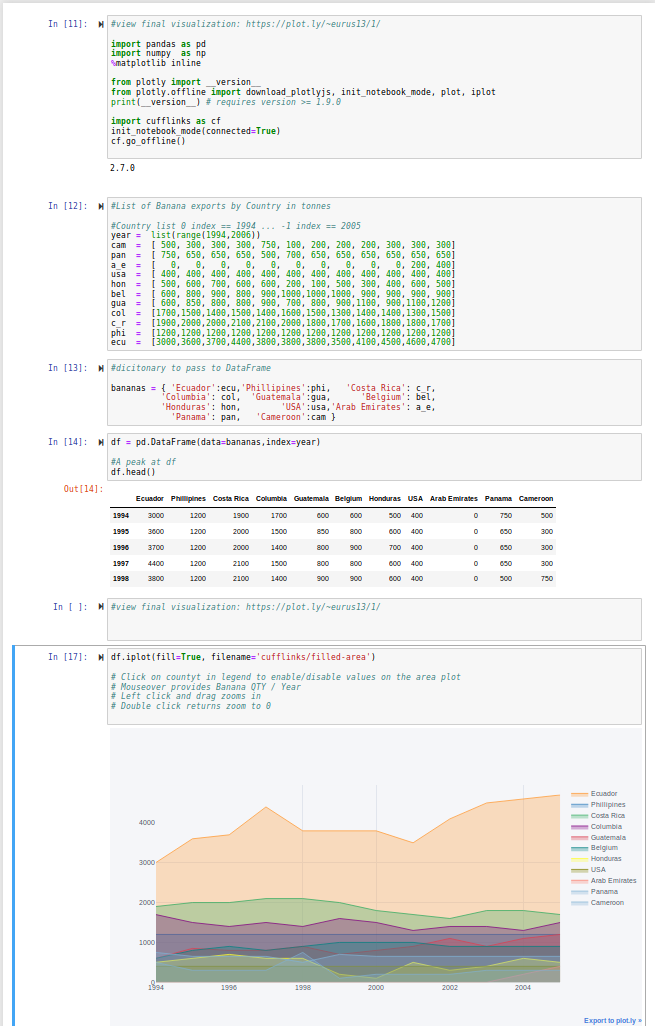 In [11]:
#view final visualization: https://plot.ly/~eurus13/1/
import pandas as pd
import numpy  as np
%matplotlib inline
from plotly import __version__
from plotly.offline import download_plotlyjs, init_notebook_mode, plot, iplot
print(__version__) # requires version >= 1.9.0
import cufflinks as cf
init_notebook_mode(connected=True)
cf.go_offline()
2.7.0
In [12]:
#List of Banana exports by Country in tonnes
#Country list 0 index == 1994 ... -1 index == 2005
year =  list(range(1994,2006))
cam  =  [ 500, 300, 300, 300, 750, 100, 200, 200, 200, 300, 300, 300]
pan  =  [ 750, 650, 650, 650, 500, 700, 650, 650, 650, 650, 650, 650]
a_e  =  [   0,   0,   0,   0,   0,   0,   0,   0,   0,   0, 200, 400]
usa  =  [ 400, 400, 400, 400, 400, 400, 400, 400, 400, 400, 400, 400]
hon  =  [ 500, 600, 700, 600, 600, 200, 100, 500, 300, 400, 600, 500]
bel  =  [ 600, 800, 900, 800, 900,1000,1000,1000, 900, 900, 900, 900]
gua  =  [ 600, 850, 800, 800, 900, 700, 800, 900,1100, 900,1100,1200]
col  =  [1700,1500,1400,1500,1400,1600,1500,1300,1400,1400,1300,1500]
c_r  =  [1900,2000,2000,2100,2100,2000,1800,1700,1600,1800,1800,1700]
phi  =  [1200,1200,1200,1200,1200,1200,1200,1200,1200,1200,1200,1200]
ecu  =  [3000,3600,3700,4400,3800,3800,3800,3500,4100,4500,4600,4700]
In [13]:
#dicitonary to pass to DataFrame
bananas = { 'Ecuador':ecu,'Phillipines':phi,   'Costa Rica': c_r,
'Columbia': col,  'Guatemala':gua,      'Belgium': bel,
'Honduras': hon,        'USA':usa,'Arab Emirates': a_e,
'Panama': pan,   'Cameroon':cam }
In [14]:
df = pd.DataFrame(data=bananas,index=year)
#A peak at df
df.head()
Out[14]:
Ecuador Phillipines Costa Rica Columbia Guatemala Belgium Honduras USA Arab Emirates Panama Cameroon
1994 3000 1200 1900 1700 600 600 500 400 0 750 500
1995 3600 1200 2000 1500 850 800 600 400 0 650 300
1996 3700 1200 2000 1400 800 900 700 400 0 650 300
1997 4400 1200 2100 1500 800 800 600 400 0 650 300
1998 3800 1200 2100 1400 900 900 600 400 0 500 750
In [ ]:
#view final visualization: https://plot.ly/~eurus13/1/
In [17]:
df.iplot(fill=True, filename='cufflinks/filled-area')
# Click on countyt in legend to enable/disable values on the area plot
# Mouseover provides Banana QTY / Year
# Left click and drag zooms in
# Double click returns zoom to 0
4000
3000
2000
1000
0
1994
1996
1998
2000
2002
2004
Ecuador
Phillipines
Costa Rica
Columbia
Guatemala
Belgium
Honduras
USA
Arab Emirates
Panama
Cameroon
Export to plot.ly »